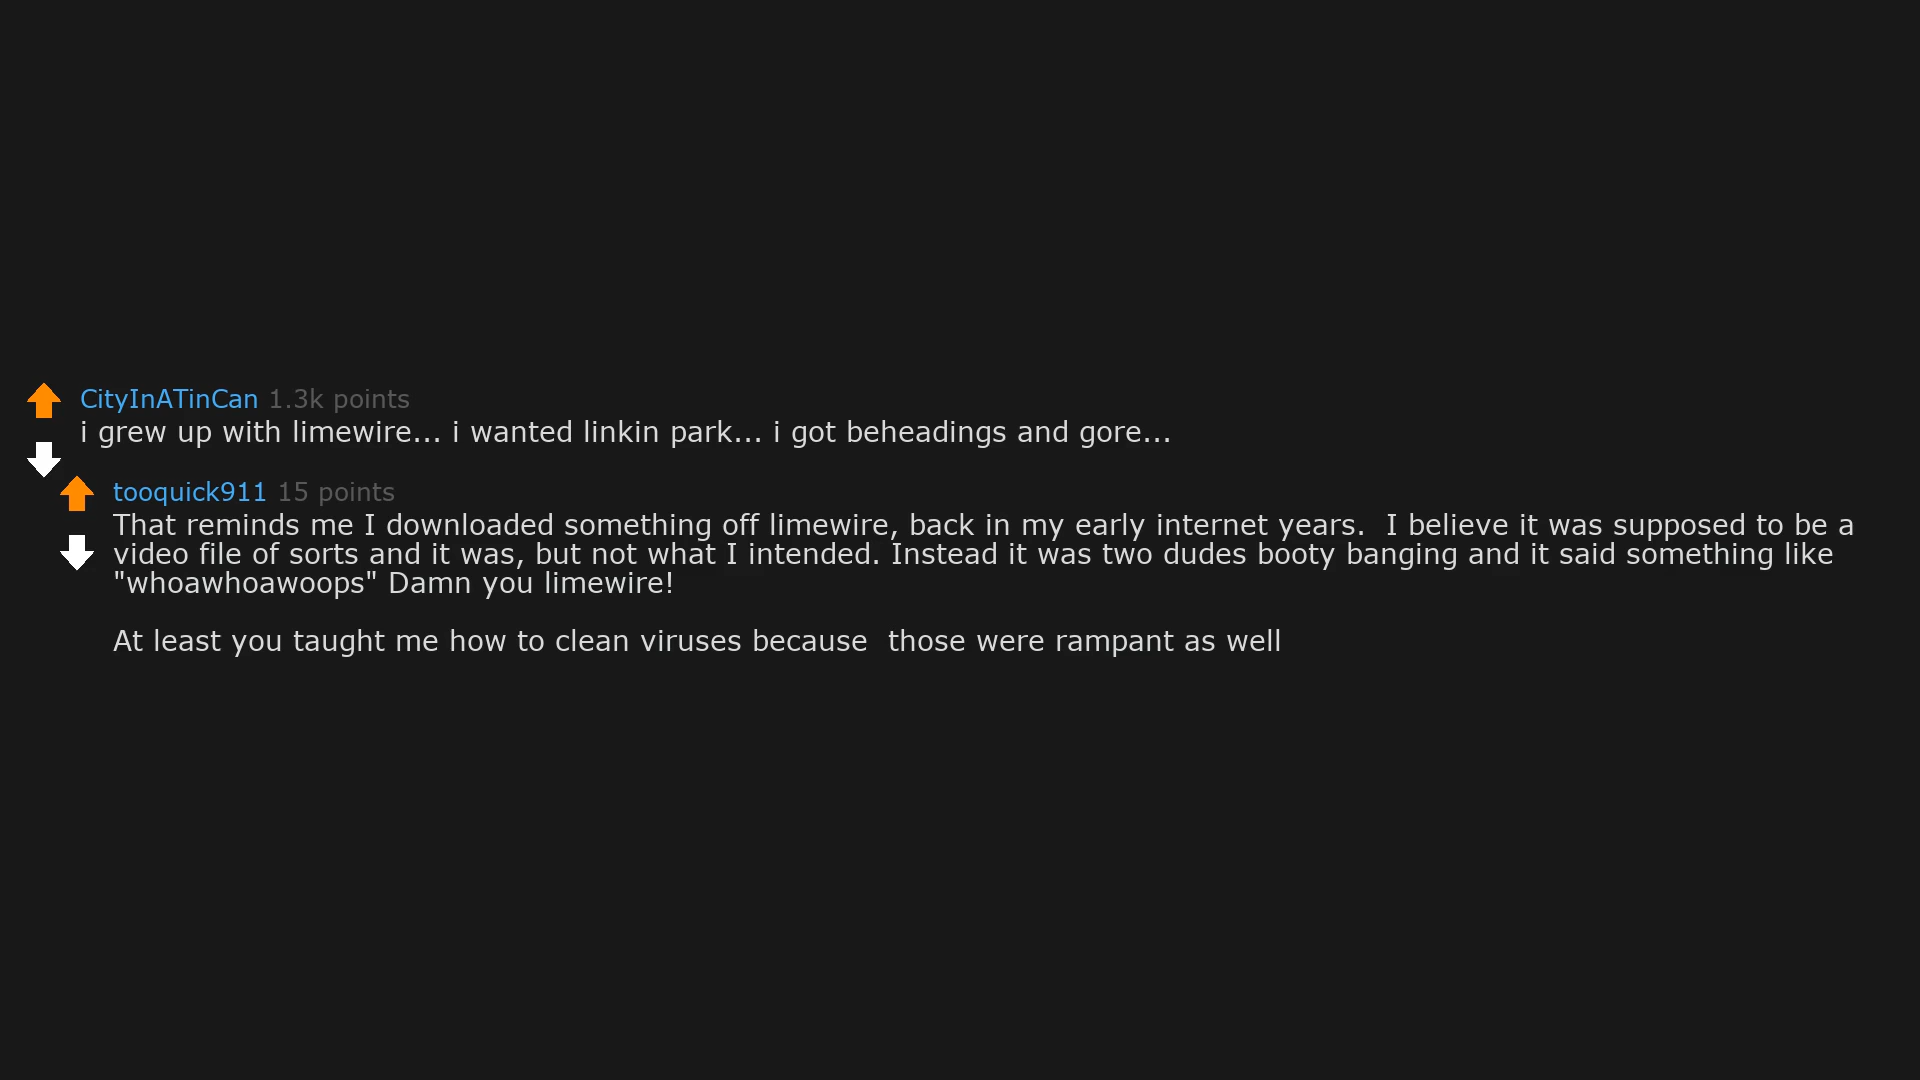 CityInATinCan 1.3k points
i grew up with limewire... i wanted linkin park... i got beheadings and gore...
tooquick911 15 points
That reminds me I downloaded something off limewire, back in my early internet years.  I believe it was supposed to be a
video file of sorts and it was, but not what I intended. Instead it was two dudes booty banging and it said something like
"whoawhoawoops" Damn you limewire!
At least you taught me how to clean viruses because  those were rampant as well